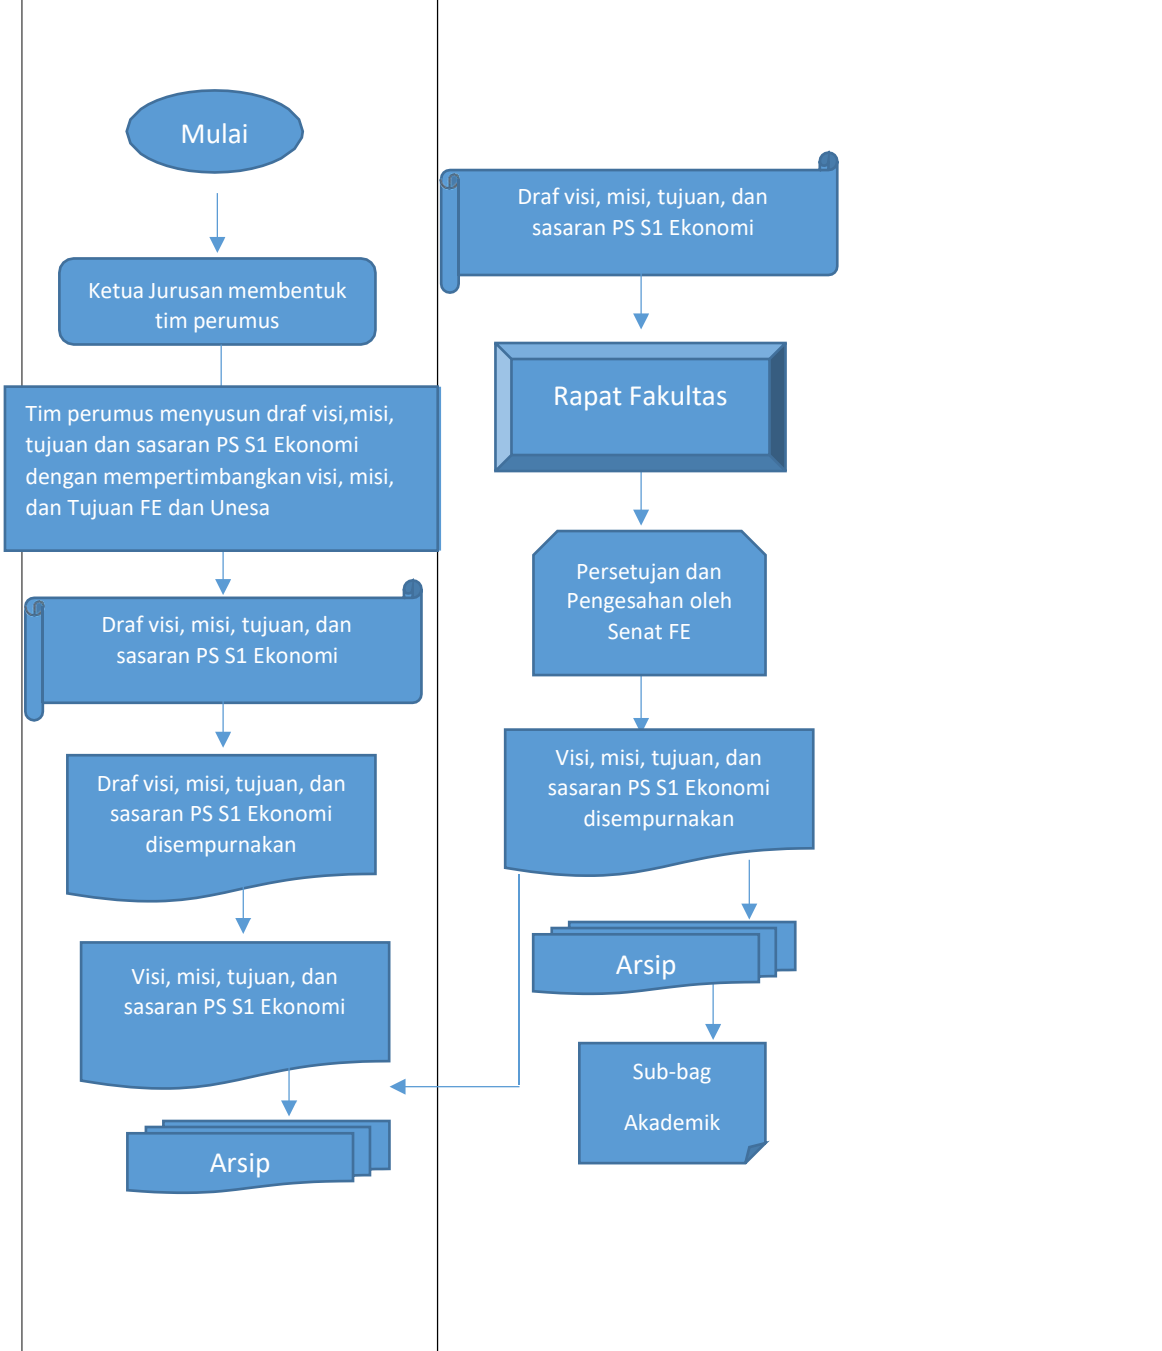 Mulai
Ketua Jurusan membentuk
tim perumus
Tim perumus menyusun draf visi,misi,
tujuan dan sasaran PS S1 Ekonomi
dengan mempertimbangkan visi, misi,
dan Tujuan FE dan Unesa
Draf visi, misi, tujuan, dan
sasaran PS S1 Ekonomi
Draf visi, misi, tujuan, dan
sasaran PS S1 Ekonomi
disempurnakan
Visi, misi, tujuan, dan
sasaran PS S1 Ekonomi
Arsip
Draf visi, misi, tujuan, dan
sasaran PS S1 Ekonomi
Rapat Fakultas
Persetujan dan
Pengesahan oleh
Senat FE
Visi, misi, tujuan, dan
sasaran PS S1 Ekonomi
disempurnakan
Arsip
Sub-bag
Akademik